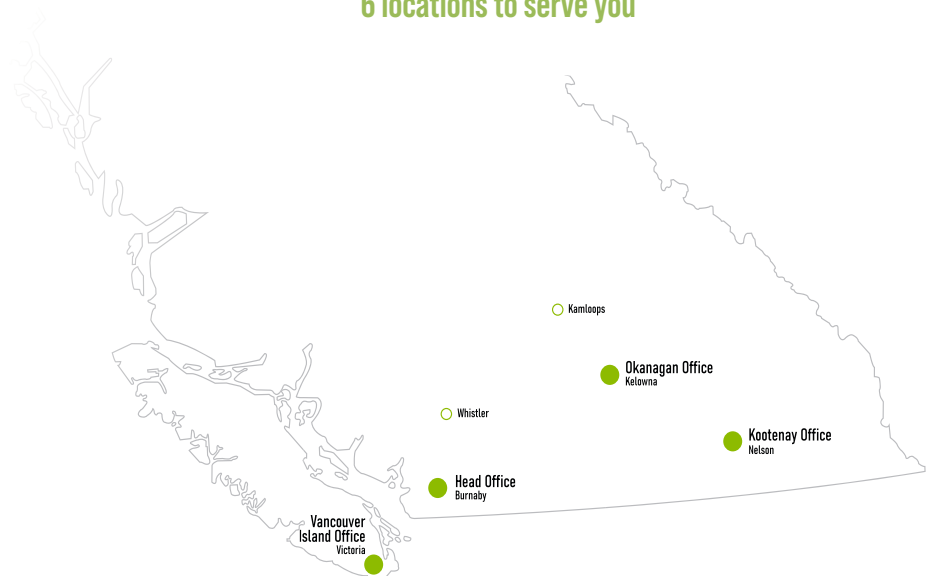 6 locations to serve you
Kamloops
Okanagan Office
Kelowna
Whistler
Kootenay Office
Nelson
Head Office
Burnaby
Vancouver
Island Office
Victoria